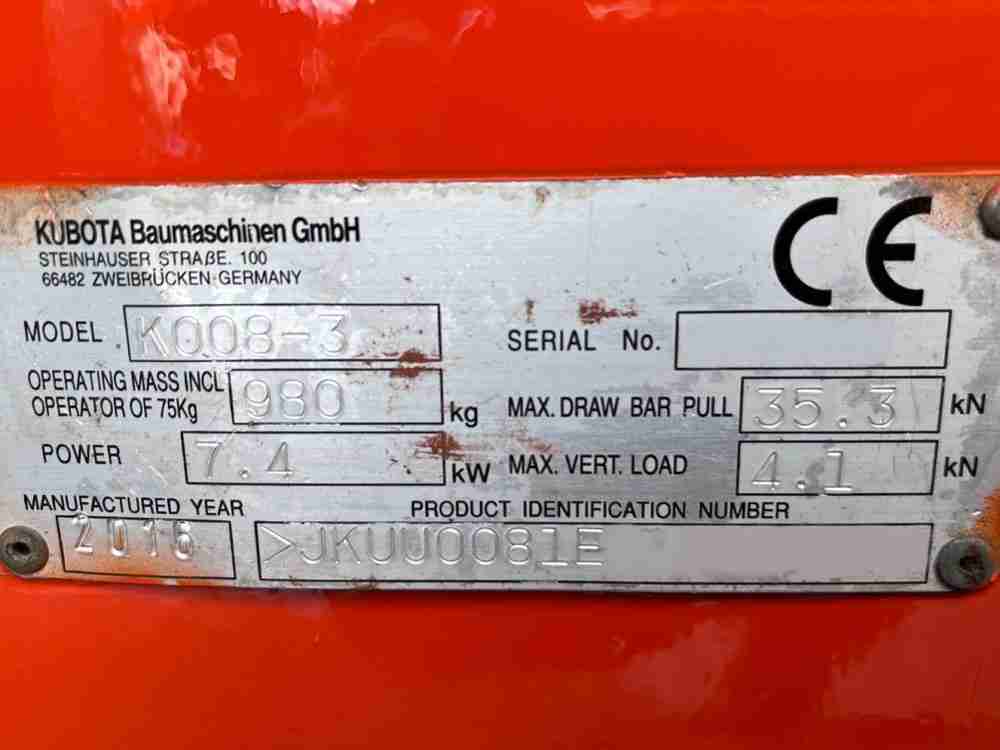 KUBOTA Baumaschinen GmbH
STEINHAUSER STRAßE. 100
66482 ZWEIBRÜCKEN GERMANY
CE
MODEL K008-3
SERIAL No.
OPERATING MASS INCL
OPERATOR OF 75Kg 980 kg
MAX. DRAW BAR PULL 35.3 kN
POWER 7.4 kW
MAX. VERT. LOAD 4.1 kN
MANUFACTURED YEAR
2016
PRODUCT IDENTIFICATION NUMBER
>JKUU0081E